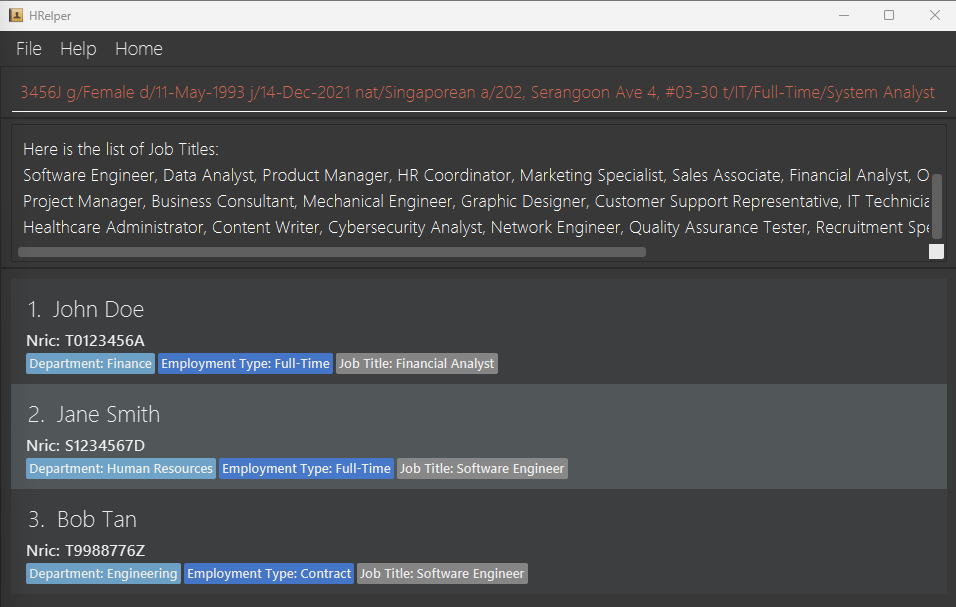 HRelper
File Help Home
3456J g/Female d/11-May-1993 j/14-Dec-2021 nat/Singaporean a/202, Serangoon Ave 4, #03-30 t/IT/Full-Time/System Analyst
Here is the list of Job Titles:
Software Engineer, Data Analyst, Product Manager, HR Coordinator, Marketing Specialist, Sales Associate, Financial Analyst, O
Project Manager, Business Consultant, Mechanical Engineer, Graphic Designer, Customer Support Representative, IT Technicia
Healthcare Administrator, Content Writer, Cybersecurity Analyst, Network Engineer, Quality Assurance Tester, Recruitment Spe
1. John Doe
Nric: T0123456A
Department: Finance Employment Type: Full-Time Job Title: Financial Analyst
2. Jane Smith
Nric: S1234567D
Department: Human Resources Employment Type: Full-Time Job Title: Software Engineer
3. Bob Tan
Nric: T9988776Z
Department: Engineering Employment Type: Contract Job Title: Software Engineer